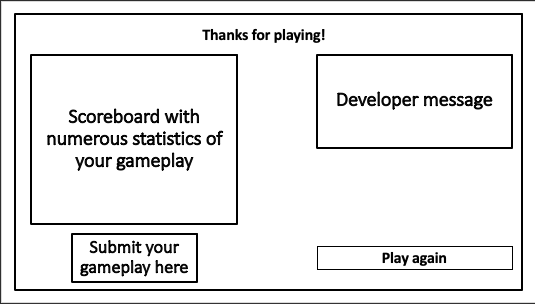 Thanks for playing!
Scoreboard with
numerous statistics of
your gameplay
Developer message
Submit your
gameplay here
Play again